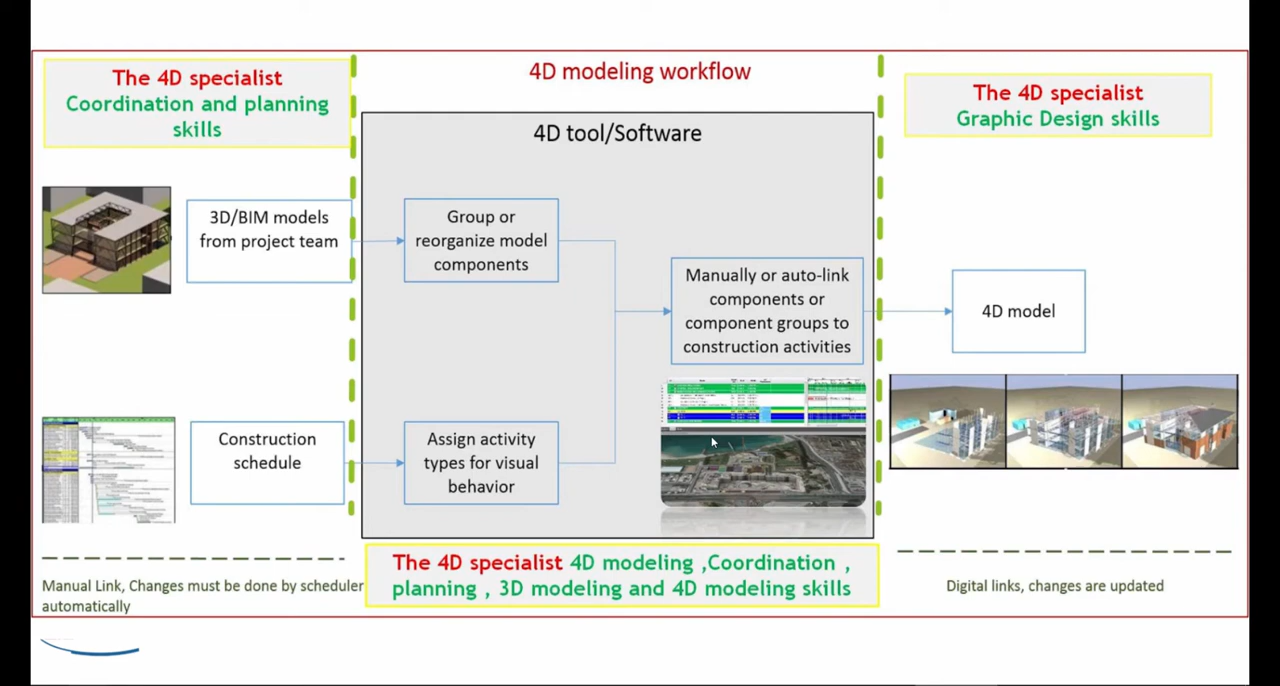 4D modeling workflow
The 4D specialist
Coordination and planning
skills
The 4D specialist
Graphic Design skills
4D tool/Software
3D/BIM models
from project team
Group or
reorganize model
components
Manually or auto-link
components or
component groups to
construction activities
4D model
Construction
schedule
Assign activity
types for visual
behavior
The 4D specialist 4D modeling ,Coordination ,
planning , 3D modeling and 4D modeling skills
Manual Link, Changes must be done by scheduler
automatically
Digital links, changes are updated